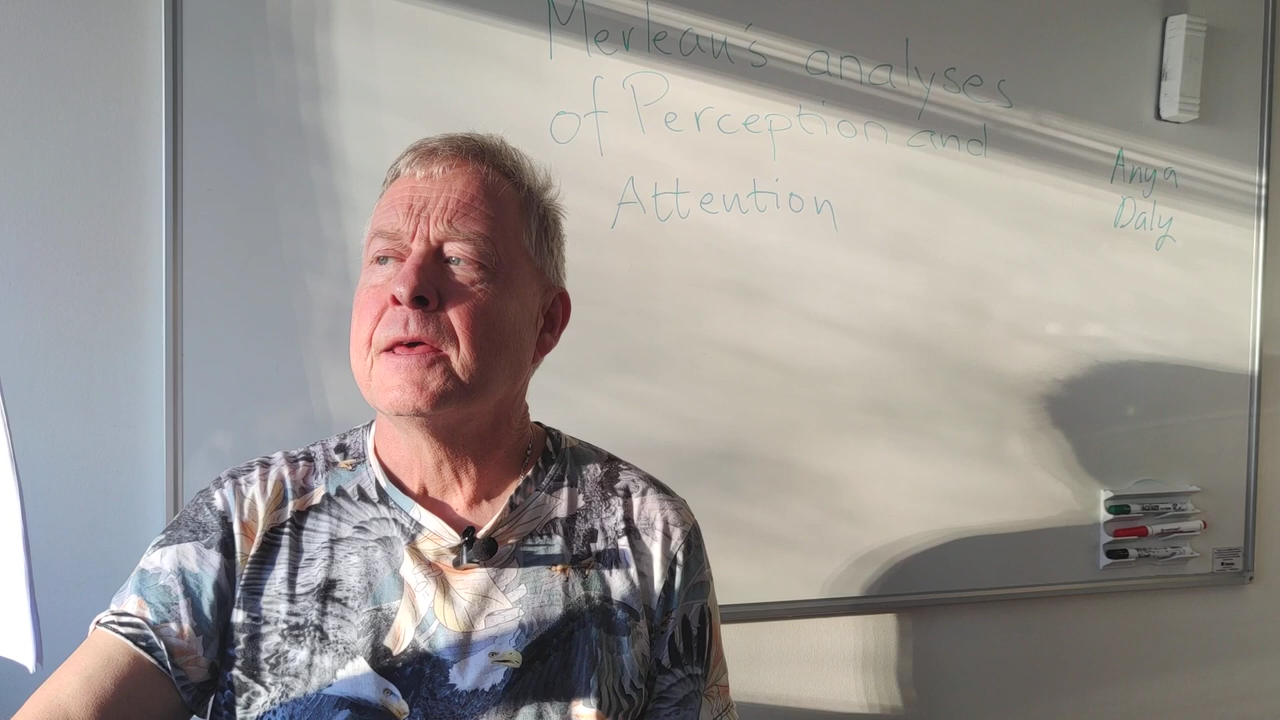 Merleau's analyses
of Perception and
Attention
Anya
Daly